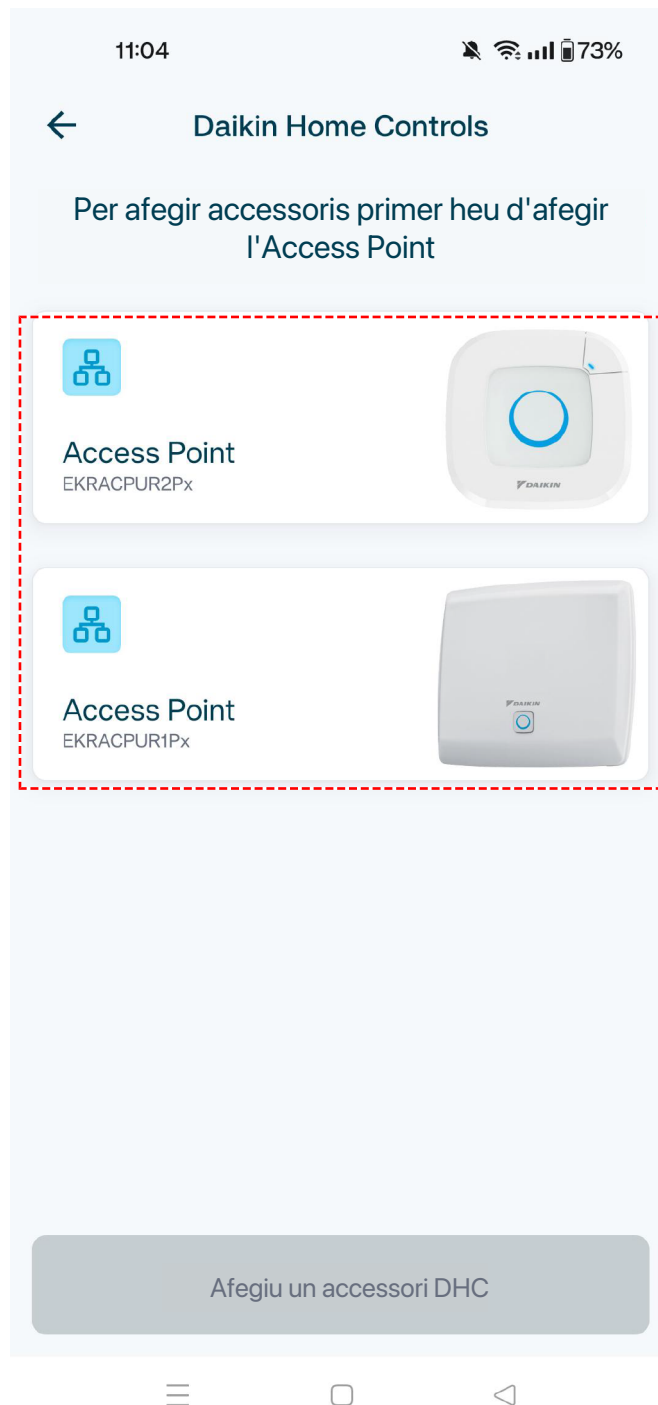 11:04 73%
Daikin Home Controls
Per afegir accessoris primer heu d'afegir
l'Access Point
Access Point
EKRACPUR2Px
DAIKIN
Access Point
EKRACPUR1Px
DAIKIN
Afegiu un accessori DHC